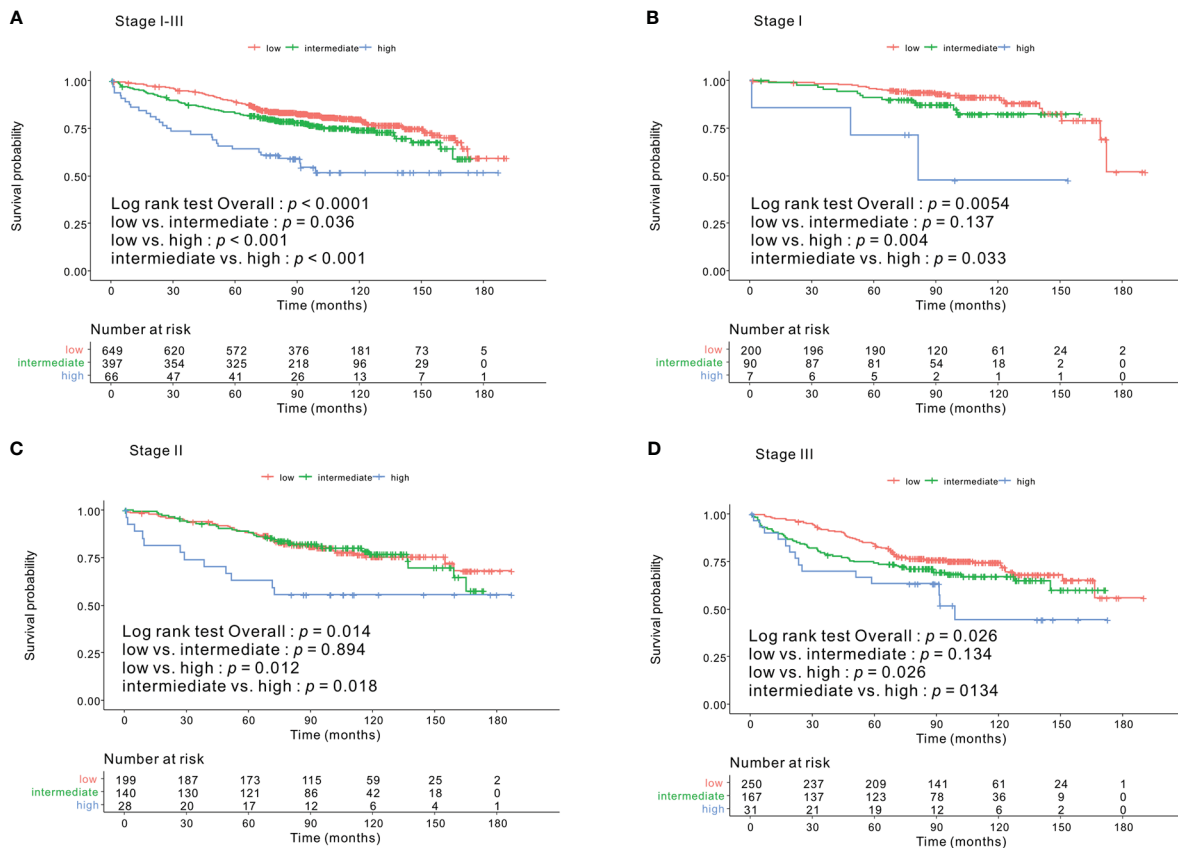 A
Stage I-III
low intermediate high
1.00
0.75
0.50
0.25
0.00
Survival probability
Log rank test Overall : p < 0.0001
low vs. intermediate : p = 0.036
low vs. high : p < 0.001
intermiediate vs. high : p < 0.001
0 30 60 90 120 150 180
Time (months)
Number at risk
low 649 620 572 376 181 73 5
intermediate 397 354 325 218 96 29 0
high 66 47 41 26 13 7 1
0 30 60 90 120 150 180
Time (months)
B
Stage I
low intermediate high
1.00
0.75
0.50
0.25
0.00
Survival probability
Log rank test Overall : p = 0.0054
low vs. intermediate : p = 0.137
low vs. high : p = 0.004
intermiediate vs. high : p = 0.033
0 30 60 90 120 150 180
Time (months)
Number at risk
low 200 196 190 120 61 24 2
intermediate 90 87 81 54 18 2 0
high 7 6 5 2 1 1 0
0 30 60 90 120 150 180
Time (months)
C
Stage II
low intermediate high
1.00
0.75
0.50
0.25
0.00
Survival probability
Log rank test Overall : p = 0.014
low vs. intermediate : p = 0.894
low vs. high : p = 0.012
intermiediate vs. high : p = 0.018
0 30 60 90 120 150 180
Time (months)
Number at risk
low 199 187 173 115 59 25 2
intermediate 140 130 121 86 42 18 0
high 28 20 17 12 6 4 1
0 30 60 90 120 150 180
Time (months)
D
Stage III
low intermediate high
1.00
0.75
0.50
0.25
0.00
Survival probability
Log rank test Overall : p = 0.026
low vs. intermediate : p = 0.134
low vs. high : p = 0.026
intermiediate vs. high : p = 0134
0 30 60 90 120 150 180
Time (months)
Number at risk
low 250 237 209 141 61 24 1
intermediate 167 137 123 78 36 9 0
high 31 21 19 12 6 2 0
0 30 60 90 120 150 180
Time (months)